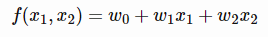 f(x₁, x₂) = w₀ + w₁x₁ + w₂x₂